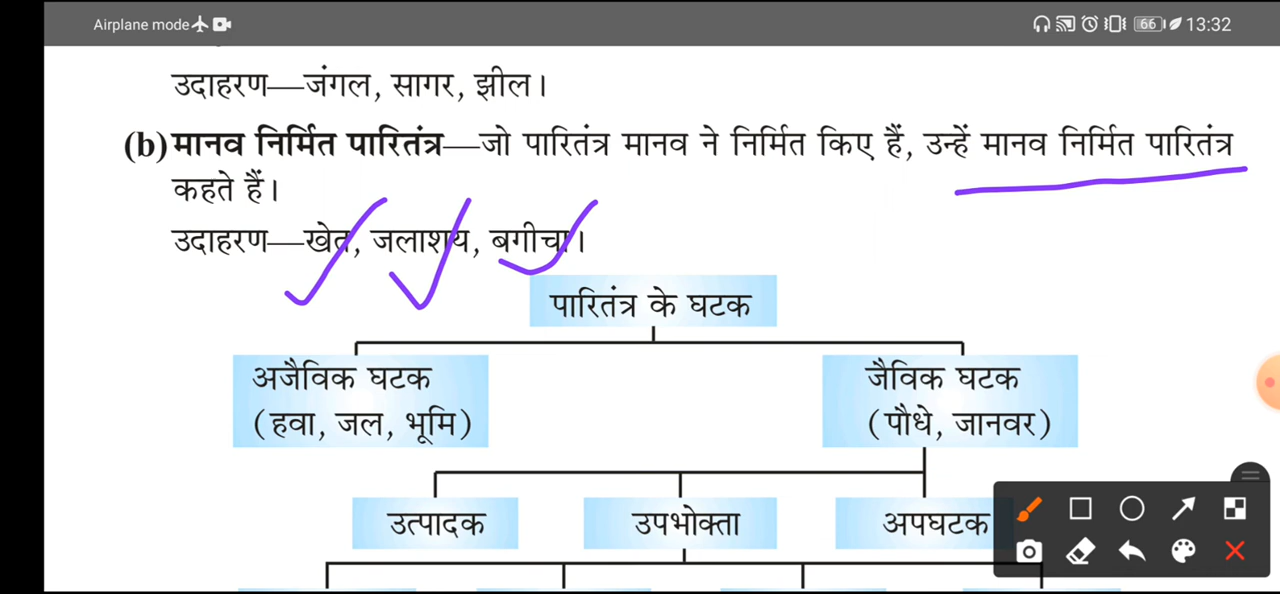 Airplane mode
66 13:32
उदाहरण—जंगल, सागर, झील।
(b) मानव निर्मित पारितंत्र—जो पारितंत्र मानव ने निर्मित किए हैं, उन्हें मानव निर्मित पारितंत्र
कहते हैं।
उदाहरण—खेत, जलाशय, बगीचा।
पारितंत्र के घटक
अजैविक घटक
(हवा, जल, भूमि)
जैविक घटक
(पौधे, जानवर)
उत्पादक
उपभोक्ता
अपघटक